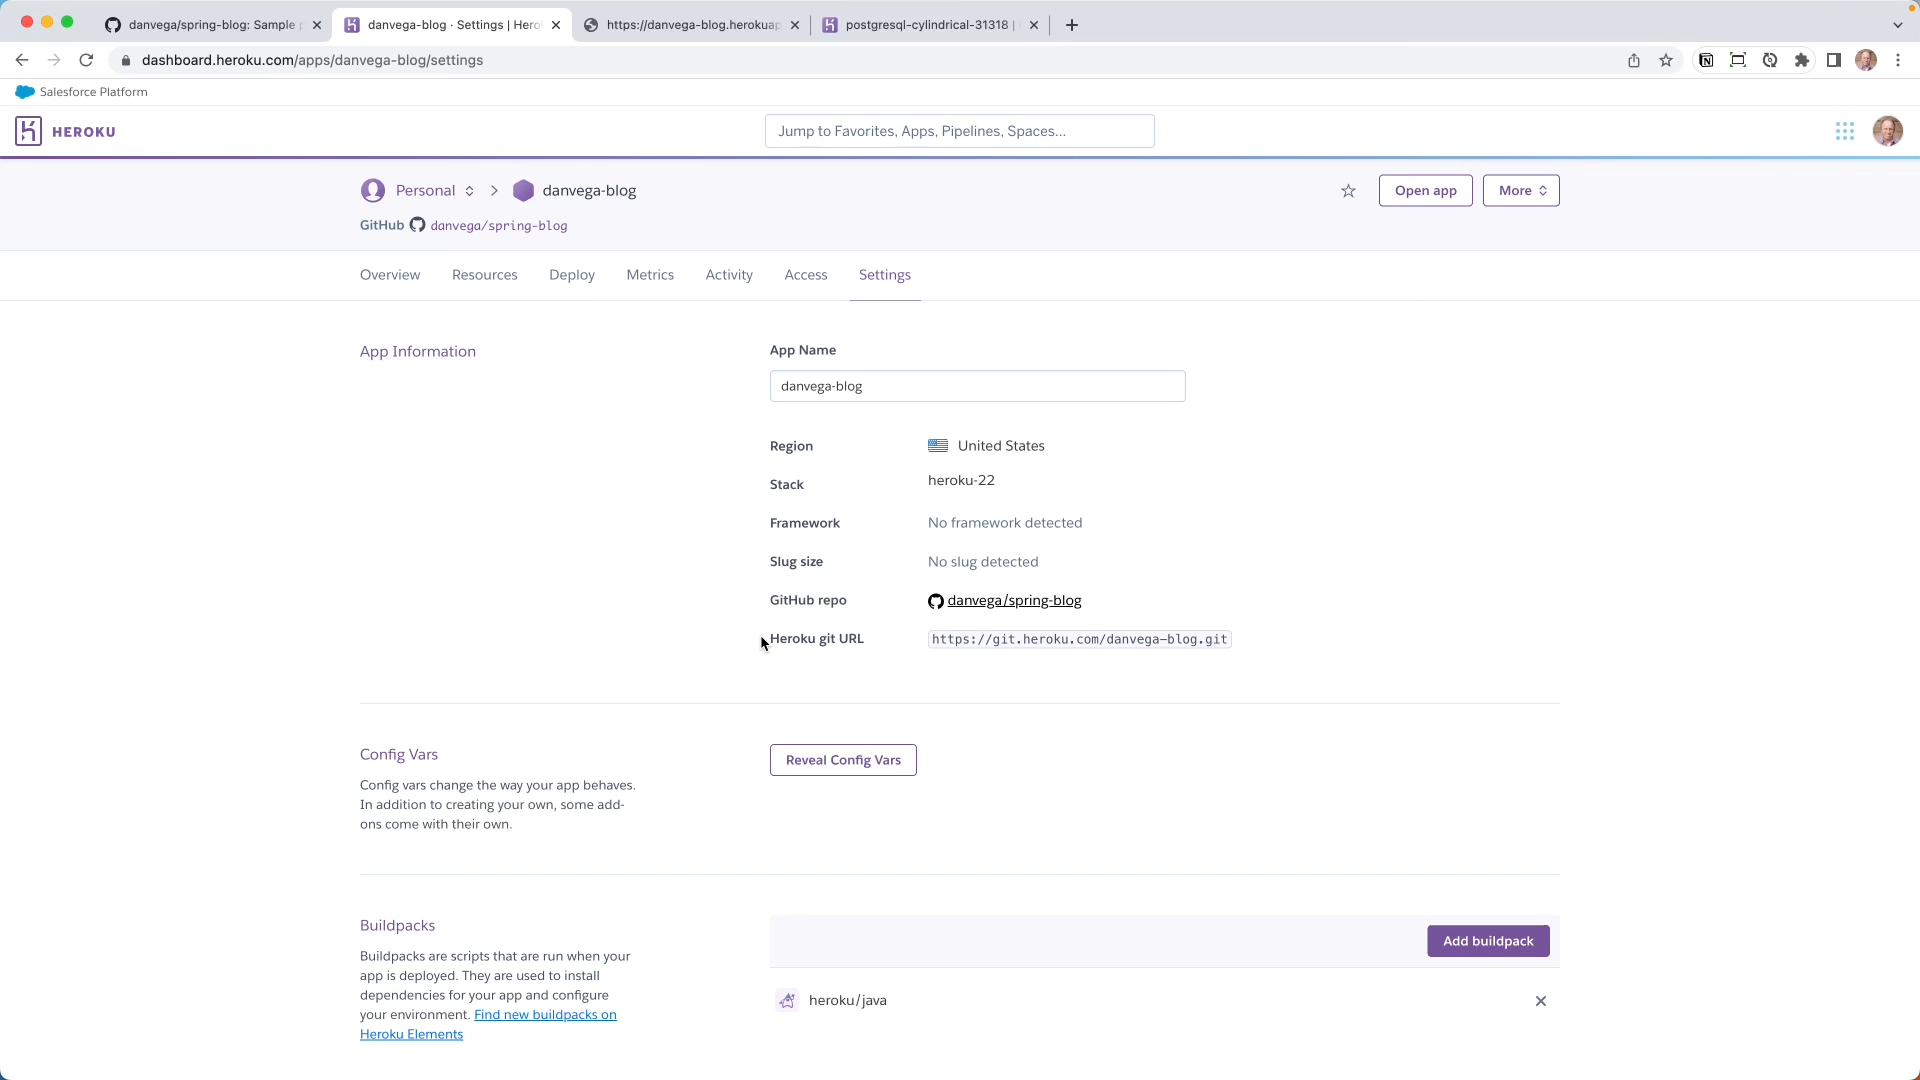 danvega/spring-blog: Sample
danvega-blog · Settings | Hero
https://danvega-blog.herokuap
postgresql-cylindrical-31318 |
dashboard.heroku.com/apps/danvega-blog/settings
Salesforce Platform
HEROKU
Jump to Favorites, Apps, Pipelines, Spaces...
Personal > danvega-blog
Open app
More
GitHub danvega/spring-blog
Overview
Resources
Deploy
Metrics
Activity
Access
Settings
App Information
App Name
danvega-blog
Region United States
Stack heroku-22
Framework No framework detected
Slug size No slug detected
GitHub repo danvega/spring-blog
Heroku git URL https://git.heroku.com/danvega-blog.git
Config Vars
Reveal Config Vars
Config vars change the way your app behaves.
In addition to creating your own, some add-
ons come with their own.
Buildpacks
Add buildpack
Buildpacks are scripts that are run when your
app is deployed. They are used to install
dependencies for your app and configure
your environment. Find new buildpacks on
Heroku Elements
heroku/java